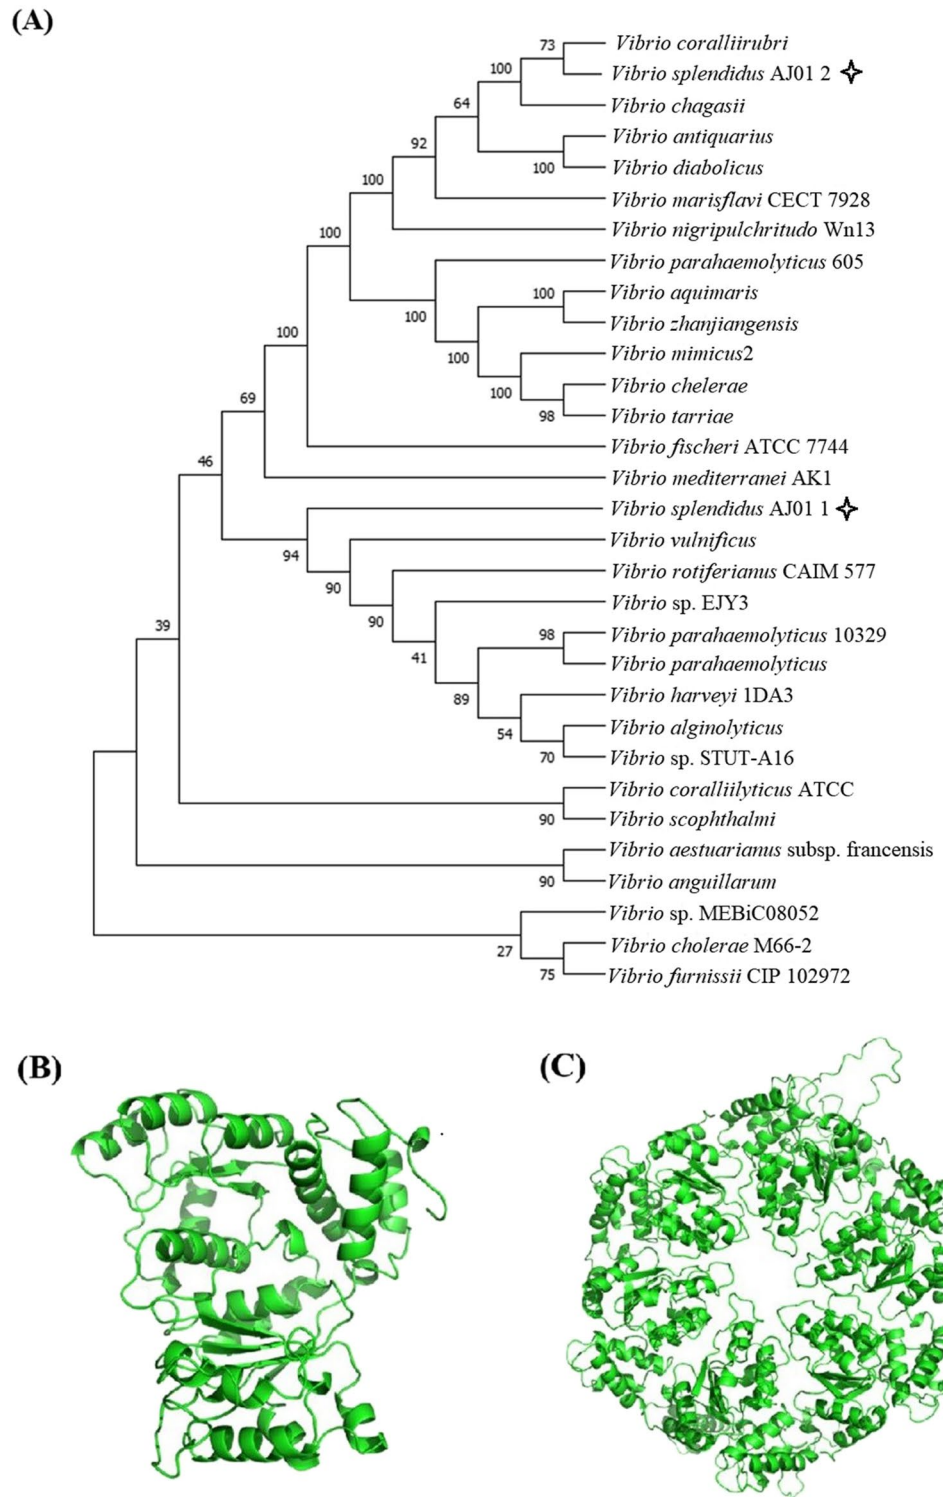 (A)
73
Vibrio coralliirubri
Vibrio splendidus AJ01 2
100
Vibrio chagasii
64
Vibrio antiquarius
92
100
Vibrio diabolicus
100
Vibrio marisflavi CECT 7928
100
Vibrio nigripulchritudo Wn13
Vibrio parahaemolyticus 605
100
100
Vibrio aquimaris
Vibrio zhanjiangensis
100
100
Vibrio mimicus2
100
Vibrio chelerae
98
Vibrio tarriae
69
Vibrio fischeri ATCC 7744
46
Vibrio mediterranei AK1
Vibrio splendidus AJ01 1
94
Vibrio vulnificus
90
Vibrio rotiferianus CAIM 577
90
Vibrio sp. EJY3
39
41
98
Vibrio parahaemolyticus 10329
Vibrio parahaemolyticus
89
Vibrio harveyi 1DA3
54
Vibrio alginolyticus
70
Vibrio sp. STUT-A16
Vibrio coralliilyticus ATCC
90
Vibrio scophthalmi
Vibrio aestuarianus subsp. francensis
90
Vibrio anguillarum
Vibrio sp. MEBiC08052
27
Vibrio cholerae M66-2
75
Vibrio furnissii CIP 102972
(B)
(C)